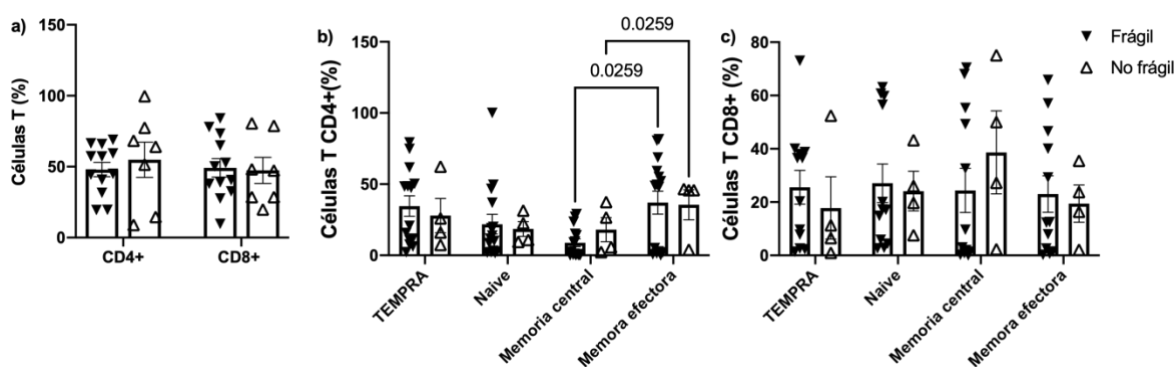 a)
Células T (%)
150
100
50
0
CD4+
CD8+
b)
Células T CD4+(%)
150
100
50
0
0.0259
0.0259
TEMPRA
Naive
Memoria central
Memora efectora
c)
Células T CD8+ (%)
80
60
40
20
0
TEMPRA
Naive
Memoria central
Memora efectora
Frágil
No frágil